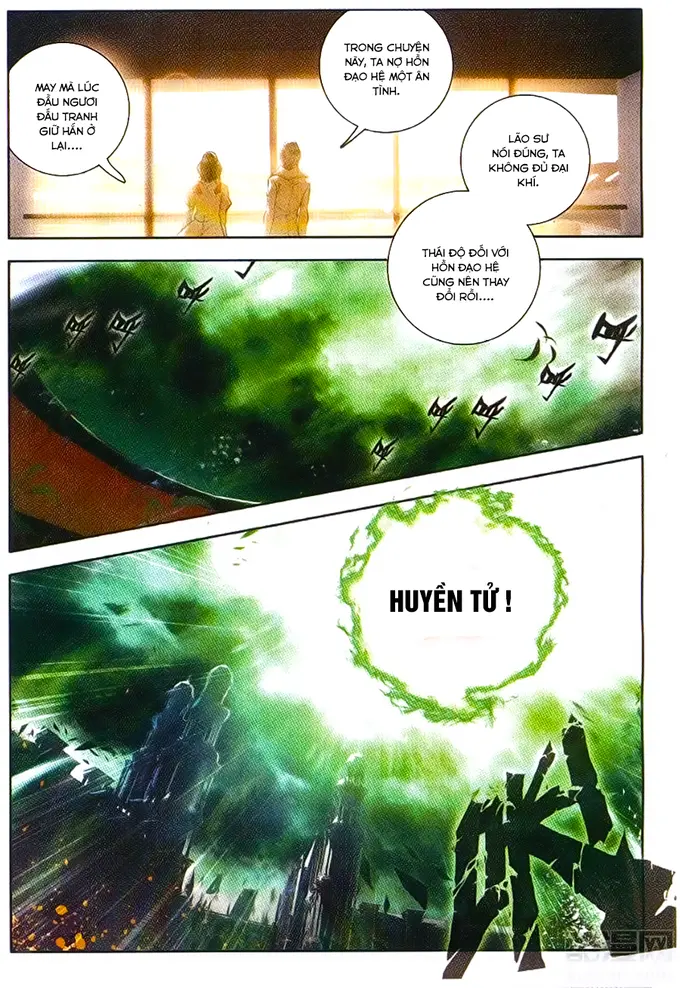 MAY MÀ LÚC
ĐẦU NGƯƠI
ĐẤU TRANH
GIỮ HẮN Ở
LẠI....
TRONG CHUYỆN
NÀY, TA NỢ HỒN
ĐẠO HỆ MỘT ÂN
TÌNH.
LÃO SƯ
NÓI ĐÚNG, TA
KHÔNG ĐỦ ĐẠI
KHÍ.
THÁI ĐỘ ĐỐI VỚI
HỒN ĐẠO HỆ
CŨNG NÊN THAY
ĐỔI RỒI....
HUYỀN TỬ !